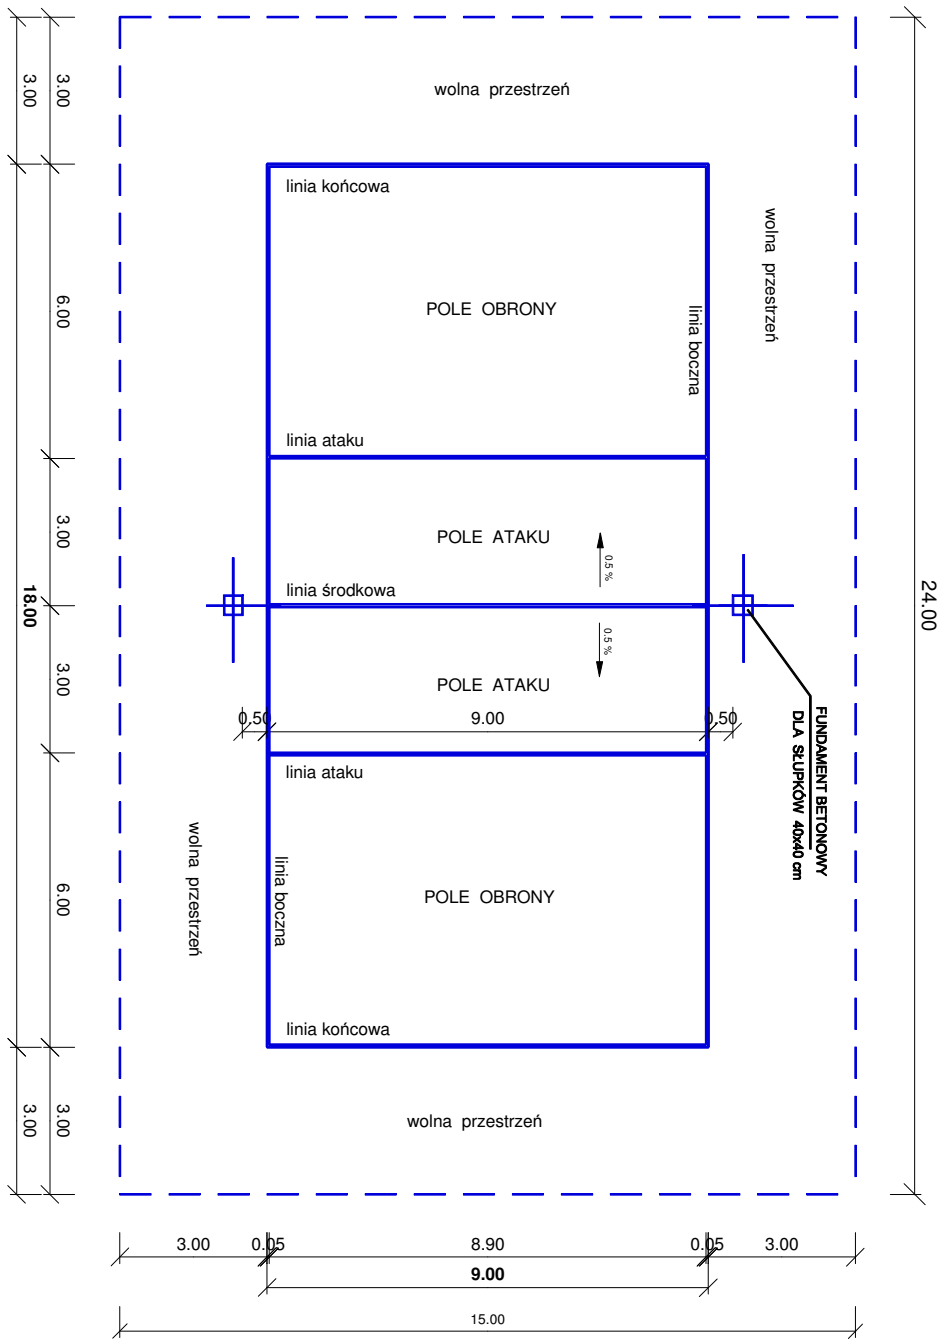 wolna przestrzeń
linia końcowa
POLE OBRONY
linia boczna
wolna przestrzeń
linia ataku
POLE ATAKU
0.5 %
linia środkowa
0.5 %
POLE ATAKU
0.50
9.00
0.50
FUNDAMENT BETONOWY
DLA SŁUPKÓW 40x40 cm
linia ataku
wolna przestrzeń
linia boczna
POLE OBRONY
linia końcowa
wolna przestrzeń
3.00
18.00
3.00
3.00
6.00
3.00
3.00
6.00
3.00
24.00
3.00
0.05
8.90
0.05
3.00
9.00
15.00